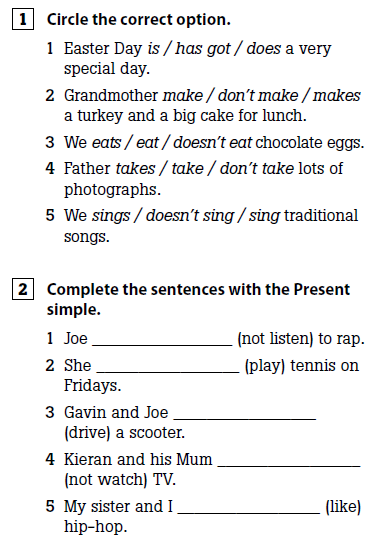 1 Circle the correct option.
1 Easter Day is / has got / does a very
special day.
2 Grandmother make / don't make / makes
a turkey and a big cake for lunch.
3 We eats / eat / doesn't eat chocolate eggs.
4 Father takes / take / don't take lots of
photographs.
5 We sings / doesn't sing / sing traditional
songs.
2 Complete the sentences with the Present
simple.
1 Joe ________________ (not listen) to rap.
2 She ________________ (play) tennis on
Fridays.
3 Gavin and Joe ________________
(drive) a scooter.
4 Kieran and his Mum ________________
(not watch) TV.
5 My sister and I ________________ (like)
hip-hop.